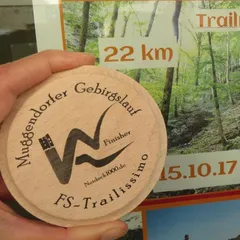 Trail
22 km
Muggendorfer Gebirgslauf
Finisher
FS-Trailissimo
15.10.17